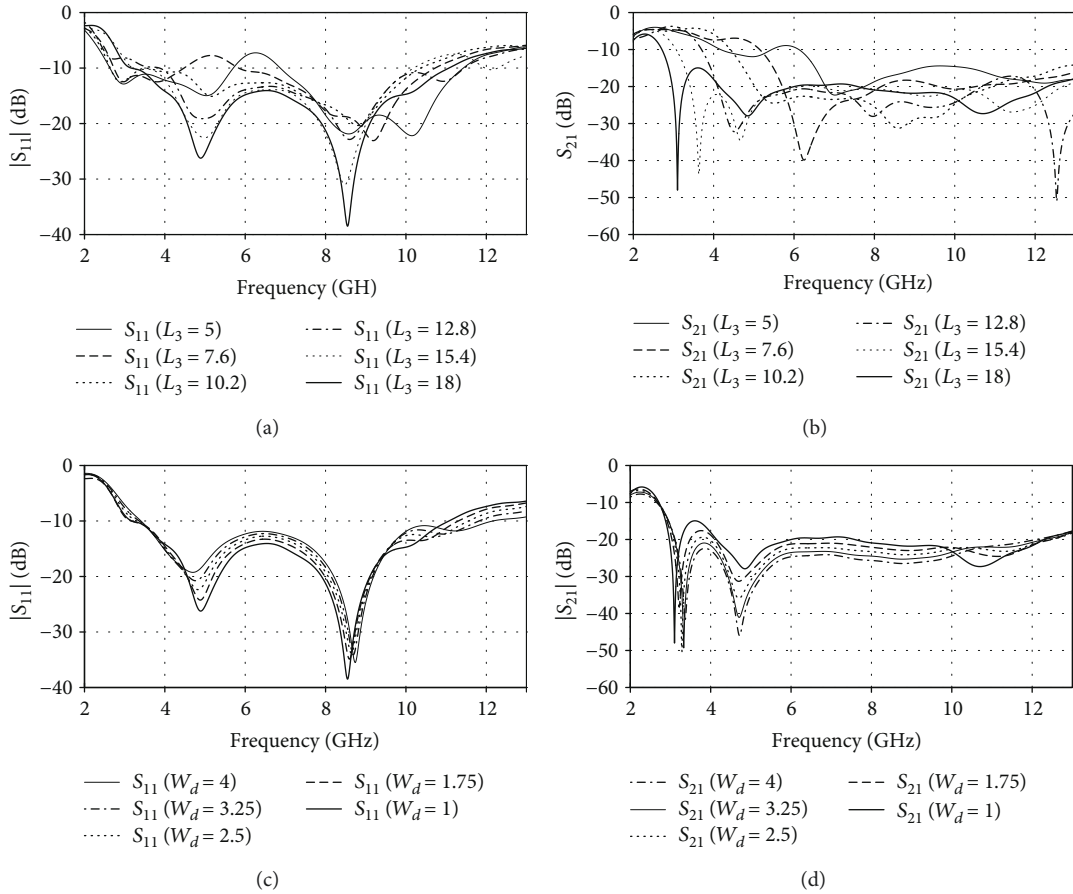 0
−10
−20
−30
−40
|S11| (dB)
2 4 6 8 10 12
Frequency (GH)
S11 (L3 = 5)
S11 (L3 = 7.6)
S11 (L3 = 10.2)
S11 (L3 = 12.8)
S11 (L3 = 15.4)
S11 (L3 = 18)
(a)
0
−10
−20
−30
−40
−50
−60
S21 (dB)
2 4 6 8 10 12
Frequency (GHz)
S21 (L3 = 5)
S21 (L3 = 7.6)
S21 (L3 = 10.2)
S21 (L3 = 12.8)
S21 (L3 = 15.4)
S21 (L3 = 18)
(b)
0
−10
−20
−30
−40
|S11| (dB)
2 4 6 8 10 12
Frequency (GHz)
S11 (Wd = 4)
S11 (Wd = 3.25)
S11 (Wd = 2.5)
S11 (Wd = 1.75)
S11 (Wd = 1)
(c)
0
−10
−20
−30
−40
−50
−60
|S21| (dB)
2 4 6 8 10 12
Frequency (GHz)
S21 (Wd = 4)
S21 (Wd = 3.25)
S21 (Wd = 2.5)
S21 (Wd = 1.75)
S21 (Wd = 1)
(d)